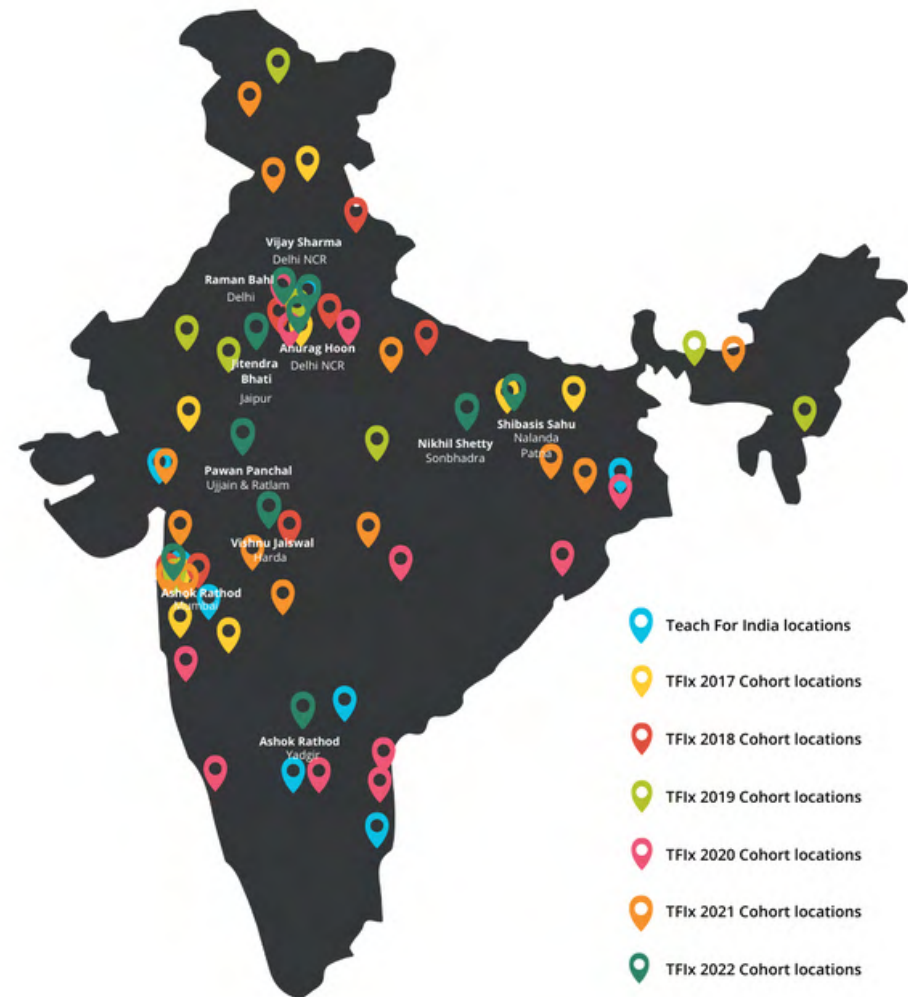 Vijay Sharma
Delhi NCR
Raman Bahl
Delhi
Anurag Hoon
Delhi NCR
Jitendra
Bhati
Jaipur
Shibasis Sahu
Nalanda
Patna
Nikhil Shetty
Sonbhadra
Pawan Panchal
Ujjain & Ratlam
Vishnu Jaiswal
Harda
Ashok Rathod
Mumbai
Ashok Rathod
Yadgir
Teach For India locations
TFIx 2017 Cohort locations
TFIx 2018 Cohort locations
TFIx 2019 Cohort locations
TFIx 2020 Cohort locations
TFIx 2021 Cohort locations
TFIx 2022 Cohort locations